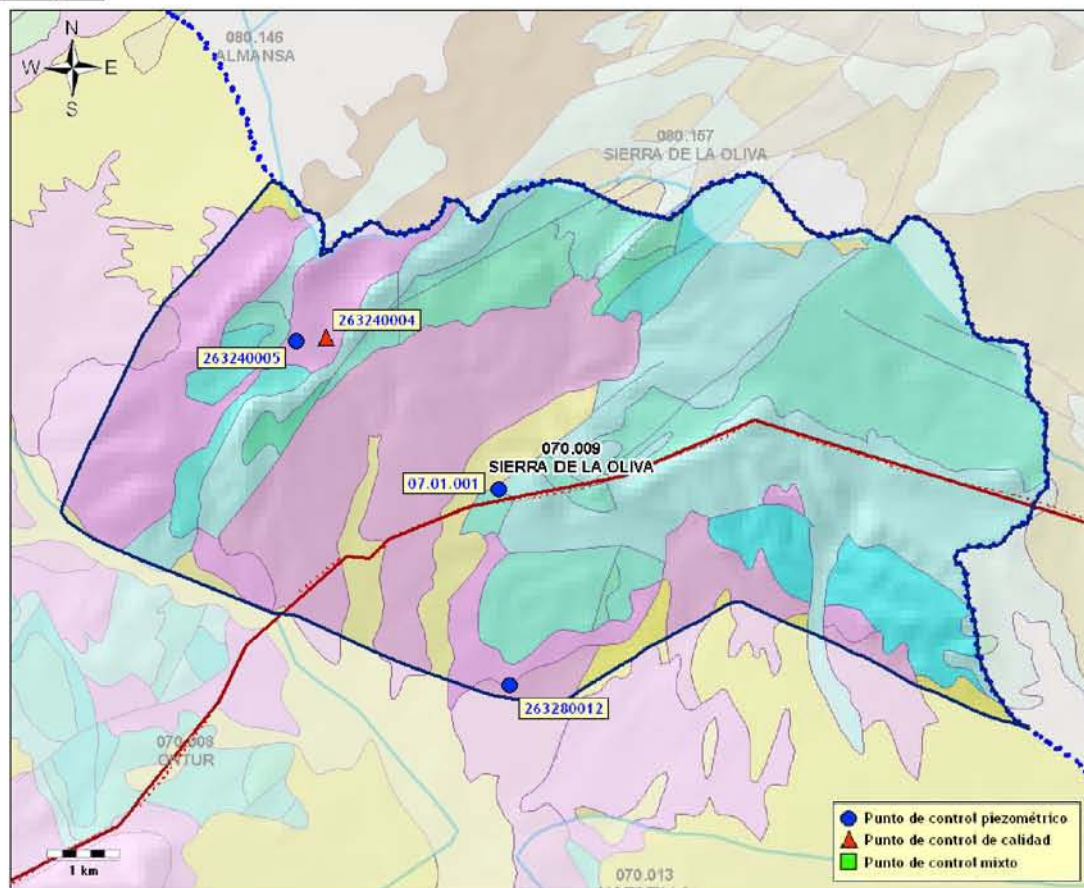 N
W E
S
080.146
ALMANSA
080.157
SIERRA DE LA OLIVA
263240004
263240005
070.009
SIERRA DE LA OLIVA
07.01.001
263280012
070.008
ONTUR
070.013
1 km
Punto de control piezométrico
Punto de control de calidad
Punto de control mixto